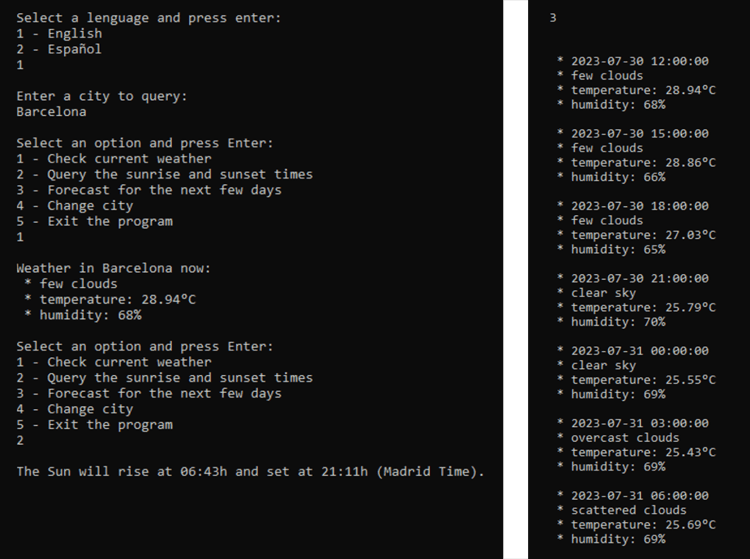 Select a lenguage and press enter:
1 - English
2 - Español
1
Enter a city to query:
Barcelona
Select an option and press Enter:
1 - Check current weather
2 - Query the sunrise and sunset times
3 - Forecast for the next few days
4 - Change city
5 - Exit the program
1
Weather in Barcelona now:
* few clouds
* temperature: 28.94ºC
* humidity: 68%
Select an option and press Enter:
1 - Check current weather
2 - Query the sunrise and sunset times
3 - Forecast for the next few days
4 - Change city
5 - Exit the program
2
The Sun will rise at 06:43h and set at 21:11h (Madrid Time).
3
* 2023-07-30 12:00:00
* few clouds
* temperature: 28.94ºC
* humidity: 68%
* 2023-07-30 15:00:00
* few clouds
* temperature: 28.86ºC
* humidity: 66%
* 2023-07-30 18:00:00
* few clouds
* temperature: 27.03ºC
* humidity: 65%
* 2023-07-30 21:00:00
* clear sky
* temperature: 25.79ºC
* humidity: 70%
* 2023-07-31 00:00:00
* clear sky
* temperature: 25.55ºC
* humidity: 69%
* 2023-07-31 03:00:00
* overcast clouds
* temperature: 25.43ºC
* humidity: 69%
* 2023-07-31 06:00:00
* scattered clouds
* temperature: 25.69ºC
* humidity: 69%